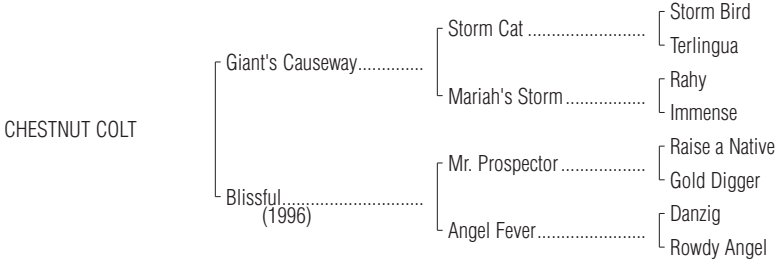 Storm Bird
Storm Cat ........................
Terlingua
Giant's Causeway..............
Rahy
Mariah's Storm .................
Immense
CHESTNUT COLT
Raise a Native
Mr. Prospector ..................
Gold Digger
Blissful..............................
(1996)
Danzig
Angel Fever.......................
Rowdy Angel